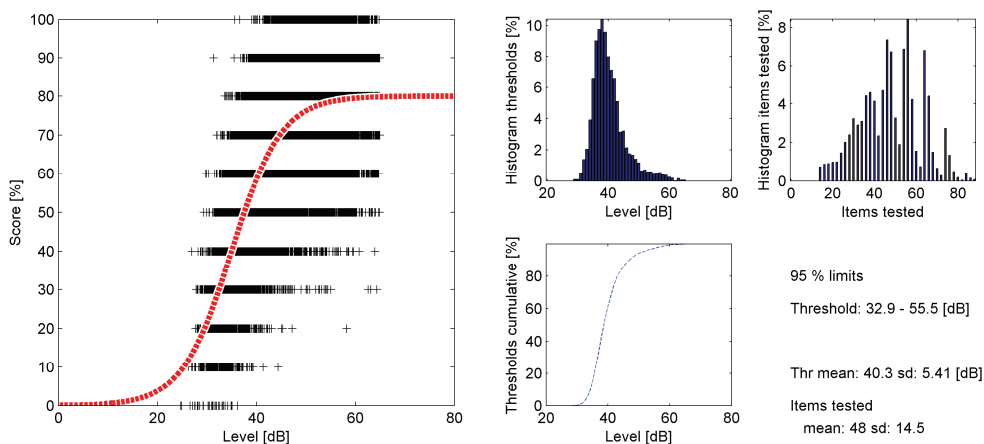 100
90
80
70
60
50
40
30
20
10
0
Score [%]
0 20 40 60 80
Level [dB]
10
8
6
4
2
0
Histogram thresholds [%]
20 40 60 80
Level [dB]
8
6
4
2
0
Histogram items tested [%]
0 20 40 60 80
Items tested
80
60
40
20
0
Thresholds cumulative [%]
20 40 60 80
Level [dB]
95 % limits
Threshold: 32.9 - 55.5 [dB]
Thr mean: 40.3 sd: 5.41 [dB]
Items tested
mean: 48 sd: 14.5